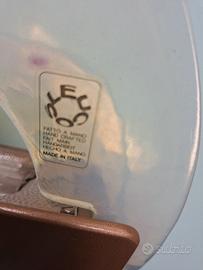 FATTO A MANO
HAND CRAFTED
FAIT MAIN
HANDARBEIT
HECHO A MANO
MADE IN ITALY
subito